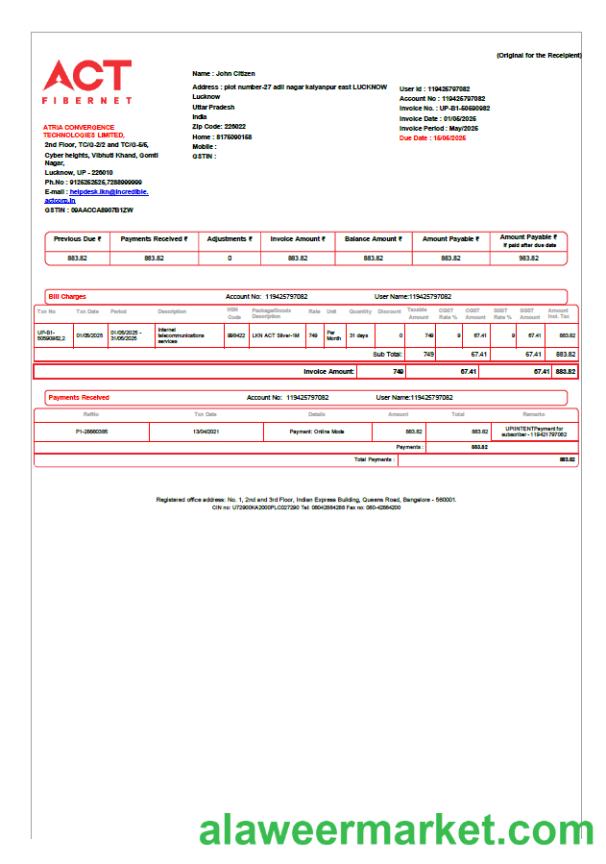 (Original for the Receipient)
ACT
FIBERNET
ATRIA CONVERGENCE
TECHNOLOGIES LIMITED,
2nd Floor, TC/G-2/2 and TC/G-5/5,
Cyber heights, Vibhuti Khand, Gomti
Nagar,
Lucknow, UP - 226010
Ph.No : 9125252525,7288999999
E-mail : helpdesk.lkn@incredible.
actcorp.in
GSTIN : 09AACCA8907B1ZW
Name : John Citizen
Address : plot number-27 adil nagar kalyanpur east LUCKNOW
Lucknow
Uttar Pradesh
India
Zip Code: 226022
Home : 8175090158
Mobile :
GSTIN :
User Id : 119425797082
Account No : 119425797082
Invoice No. : UP-B1-50590982
Invoice Date : 01/05/2025
Invoice Period : May/2025
Due Date : 15/05/2025
Previous Due ₹ Payments Received ₹ Adjustments ₹ Invoice Amount ₹ Balance Amount ₹ Amount Payable ₹ Amount Payable ₹
if paid after due date
883.82 883.82 0 883.82 883.82 883.82 983.82
Bill Charges Account No: 119425797082 User Name:119425797082
Txn No Txn Date Period Description HSN Code Package/Goods Description Rate Unit Quantity Discount Taxable Amount CGST Rate % CGST Amount SGST Rate % SGST Amount Amount Incl. Tax
UP-B1-50590982,2 01/05/2025 01/05/2025 - 31/05/2025 Internet telecommunications services 998422 LKN ACT Silver-1M 749 Per Month 31 days 0 749 9 67.41 9 67.41 883.82
Sub Total: 749 67.41 67.41 883.82
Invoice Amount: 749 67.41 67.41 883.82
Payments Received Account No: 119425797082 User Name:119425797082
RefNo Txn Date Details Amount Total Remarks
P1-28660386 13/04/2021 Payment: Online Mode 883.82 883.82 UPIINTENTPayment for subscriber - 119421797082
Payments : 883.82
Total Payments : 883.82
Registered office address: No. 1, 2nd and 3rd Floor, Indian Express Building, Queens Road, Bangalore - 560001.
CIN no: U72900KA2000PLC027290 Tel: 08042884288 Fax no: 080-42884200
alaweermarket.com